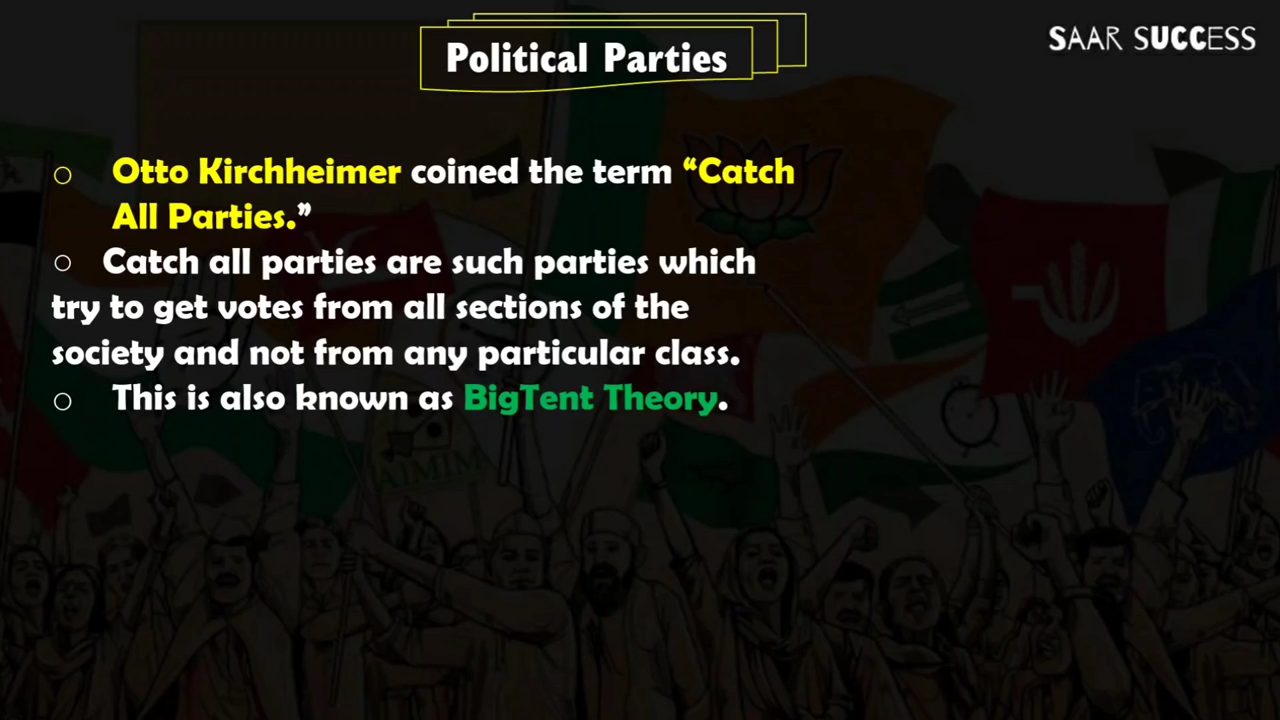 Political Parties
SAAR SUCCESS
○ Otto Kirchheimer coined the term “Catch
All Parties.”
○ Catch all parties are such parties which
try to get votes from all sections of the
society and not from any particular class.
○ This is also known as BigTent Theory.
AIMIM